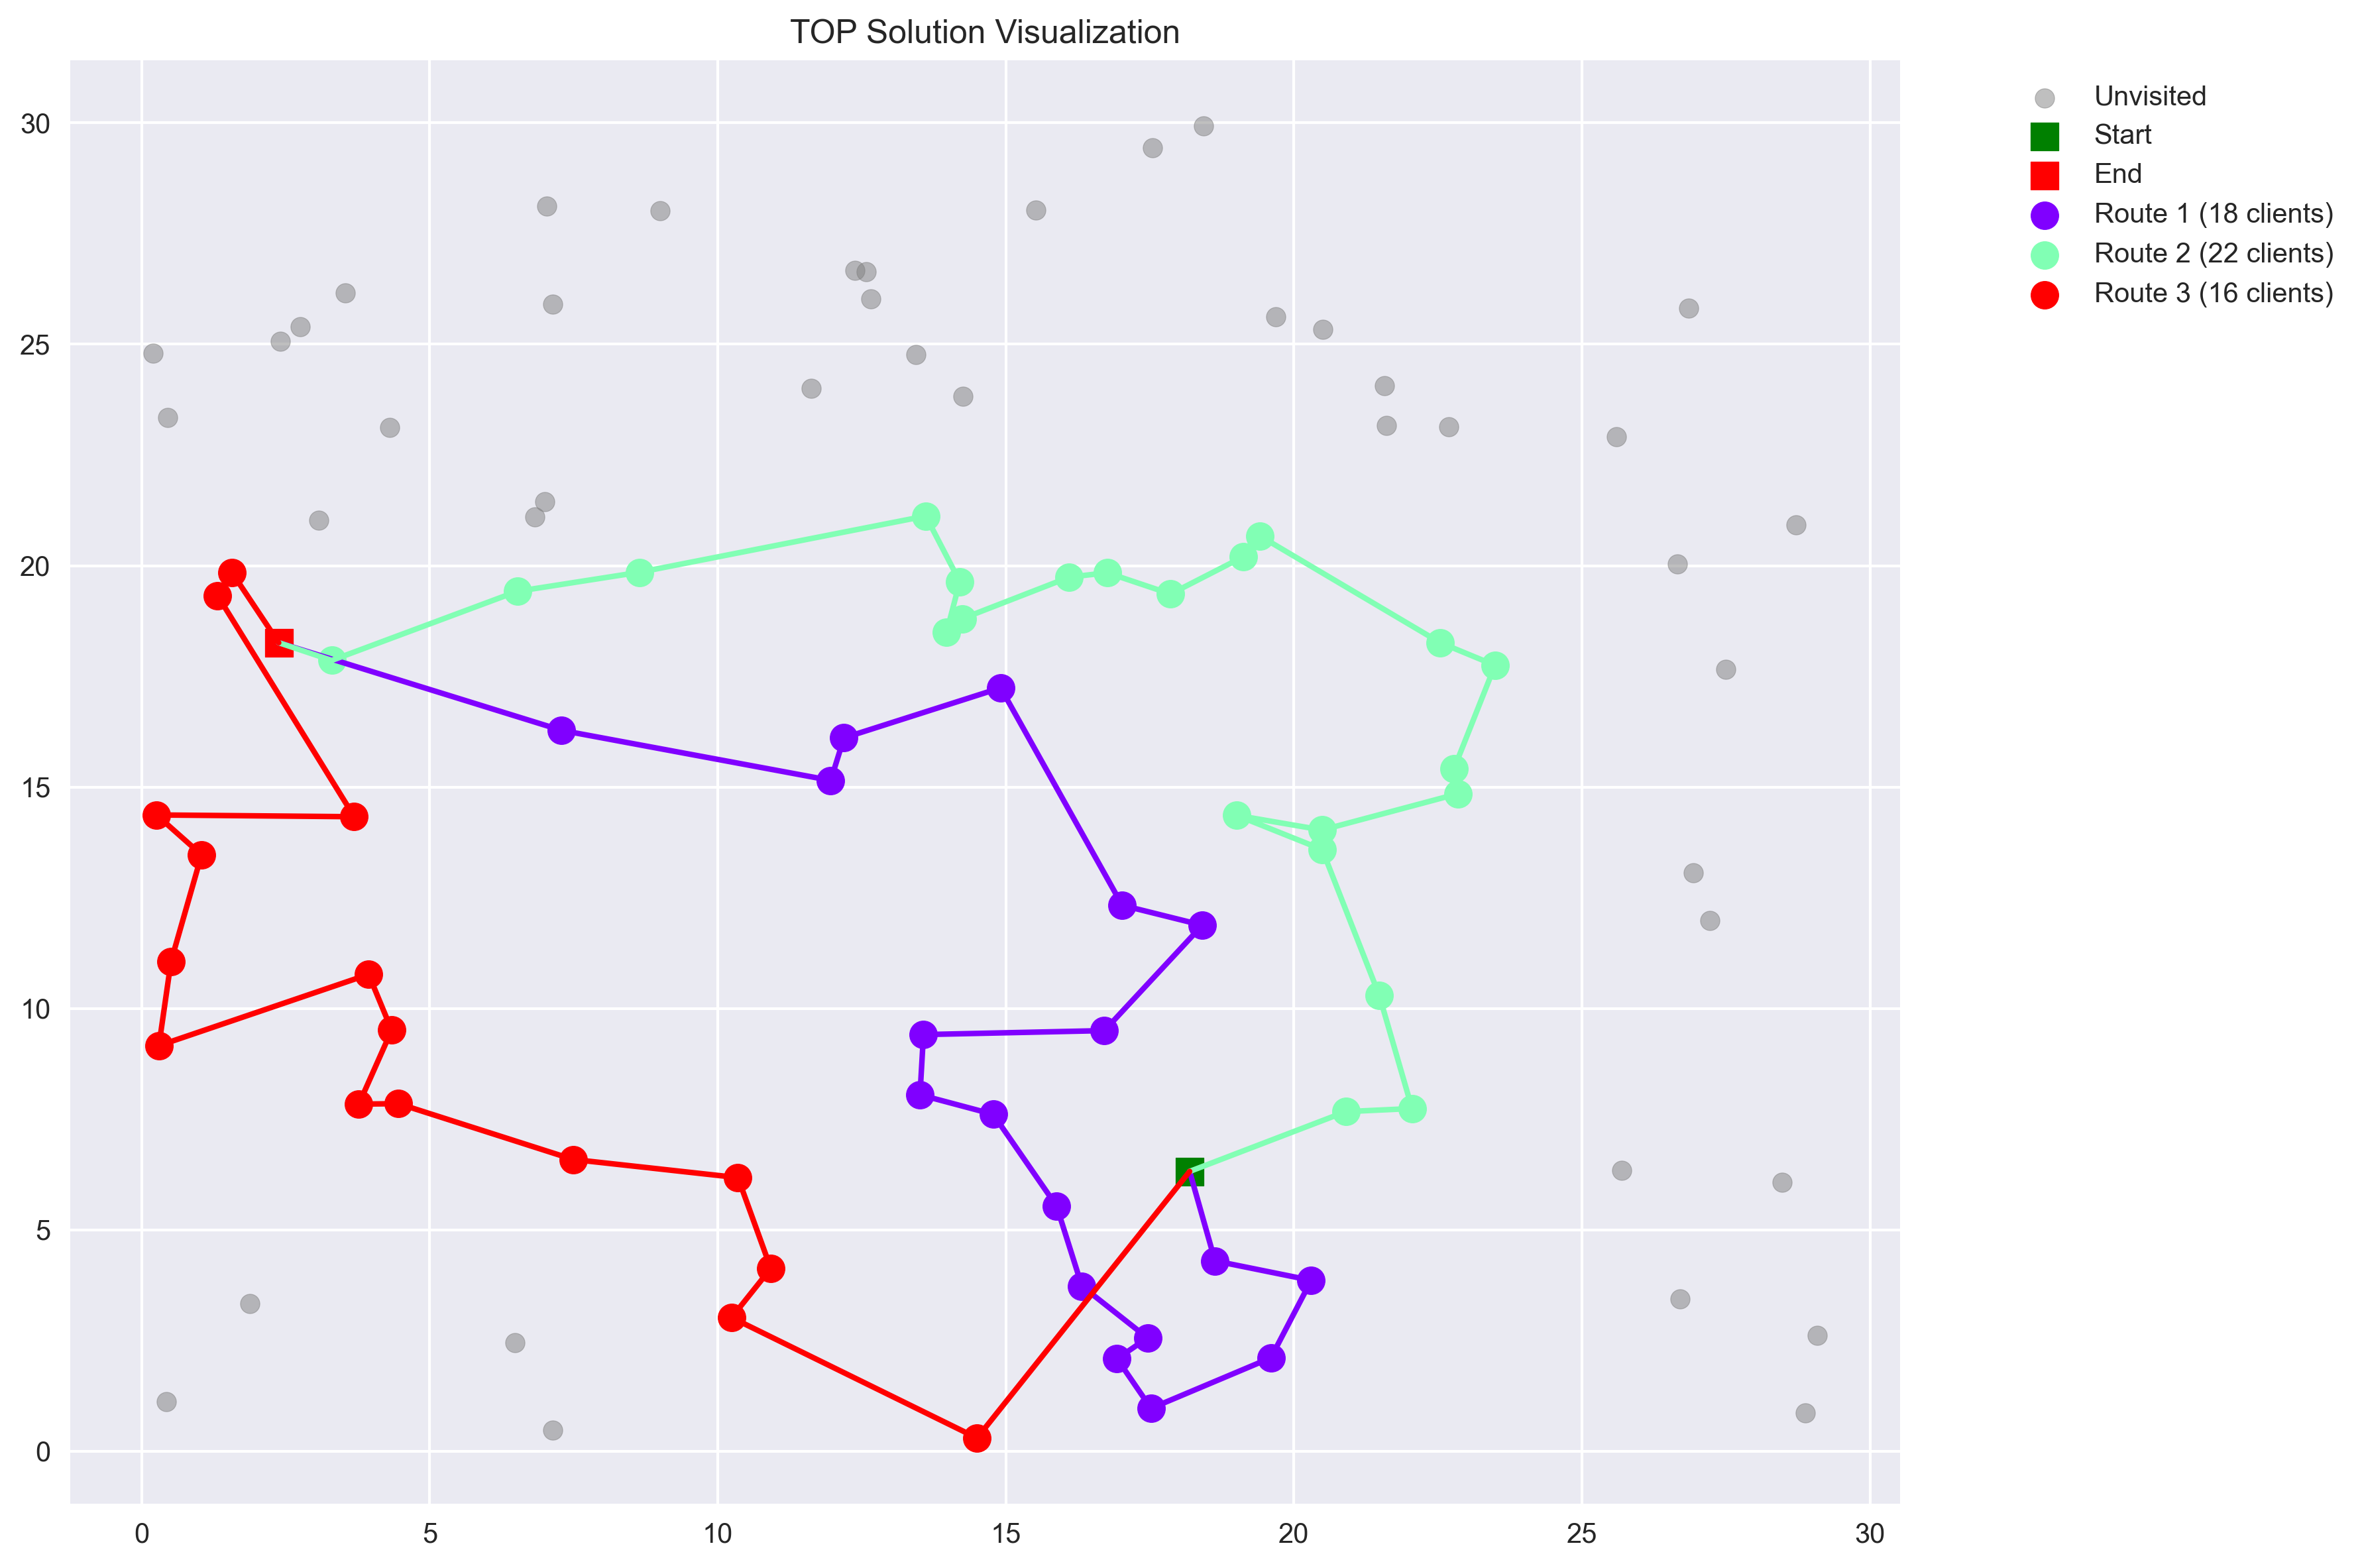 TOP Solution Visualization
30
25
20
15
10
5
0
0 5 10 15 20 25 30
Unvisited
Start
End
Route 1 (18 clients)
Route 2 (22 clients)
Route 3 (16 clients)